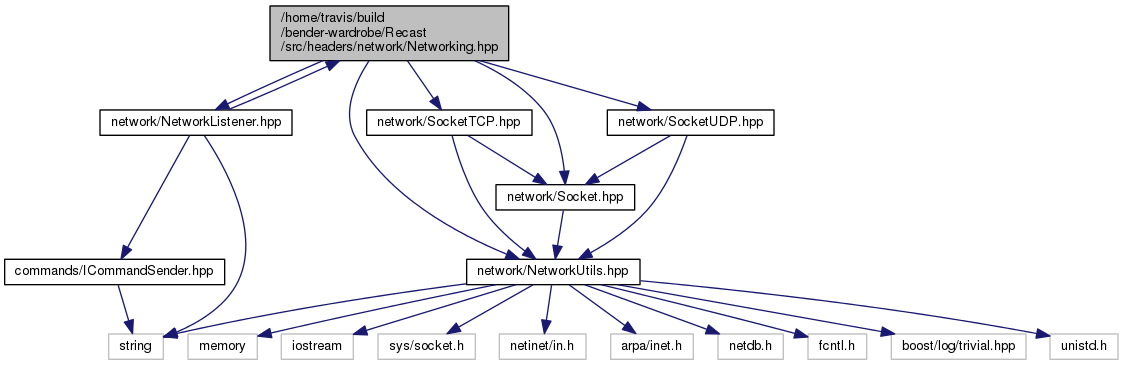 /home/travis/build
/bender-wardrobe/Recast
/src/headers/network/Networking.hpp
network/NetworkListener.hpp
network/SocketTCP.hpp
network/SocketUDP.hpp
network/Socket.hpp
commands/ICommandSender.hpp
network/NetworkUtils.hpp
string
memory
iostream
sys/socket.h
netinet/in.h
arpa/inet.h
netdb.h
fcntl.h
boost/log/trivial.hpp
unistd.h